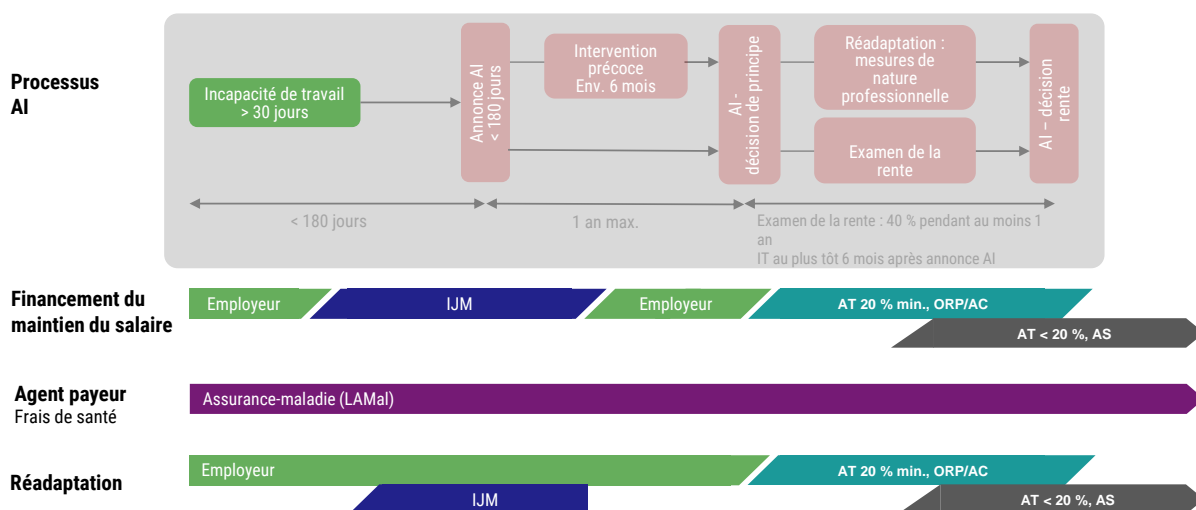 Processus
AI
Incapacité de travail
> 30 jours
Annonce AI
< 180 jours
Intervention
précoce
Env. 6 mois
AI -
décision de principe
Réadaptation :
mesures de
nature
professionnelle
Examen de la
rente
AI – décision
rente
< 180 jours
1 an max.
Examen de la rente : 40 % pendant au moins 1
an
IT au plus tôt 6 mois après annonce AI
Financement du
maintien du salaire
Employeur
IJM
Employeur
AT 20 % min., ORP/AC
AT < 20 %, AS
Agent payeur
Frais de santé
Assurance-maladie (LAMal)
Réadaptation
Employeur
AT 20 % min., ORP/AC
IJM
AT < 20 %, AS